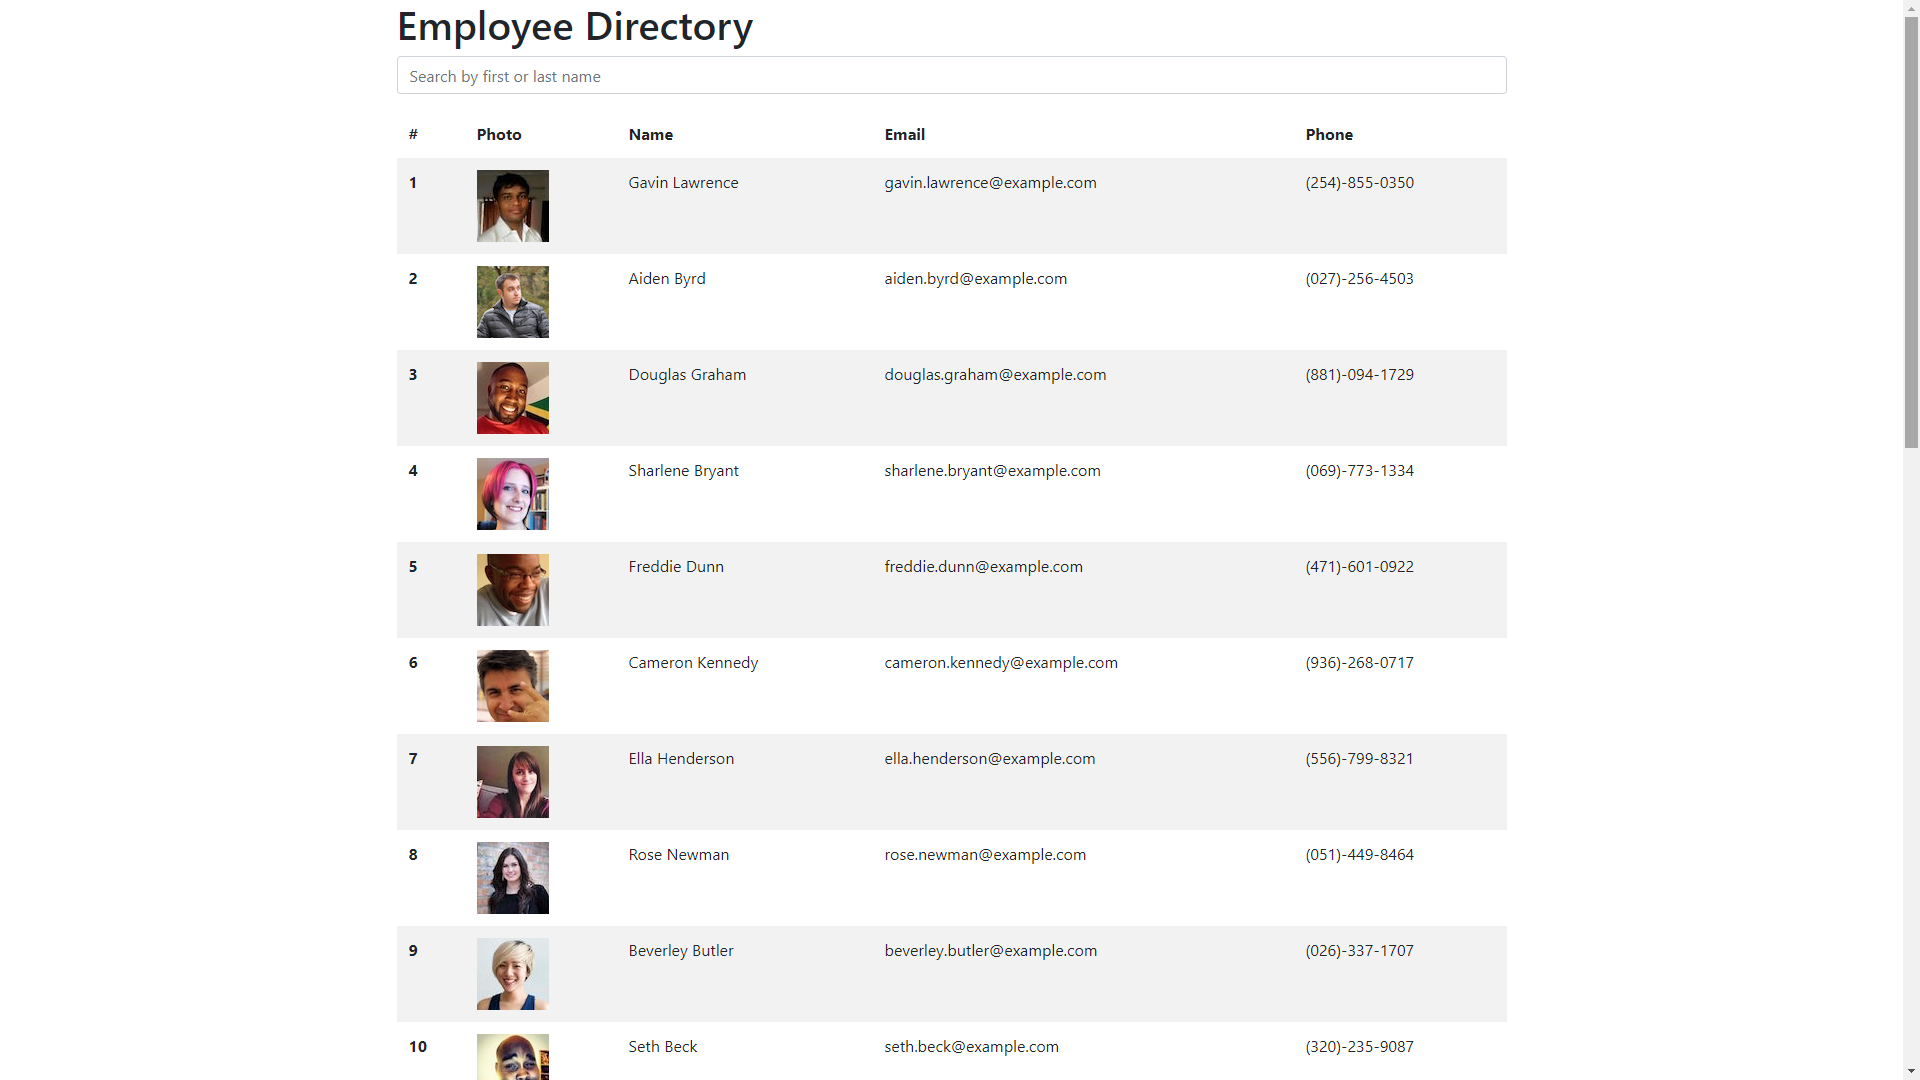 Employee Directory
Search by first or last name
# Photo Name Email Phone
1 Gavin Lawrence gavin.lawrence@example.com (254)-855-0350
2 Aiden Byrd aiden.byrd@example.com (027)-256-4503
3 Douglas Graham douglas.graham@example.com (881)-094-1729
4 Sharlene Bryant sharlene.bryant@example.com (069)-773-1334
5 Freddie Dunn freddie.dunn@example.com (471)-601-0922
6 Cameron Kennedy cameron.kennedy@example.com (936)-268-0717
7 Ella Henderson ella.henderson@example.com (556)-799-8321
8 Rose Newman rose.newman@example.com (051)-449-8464
9 Beverley Butler beverley.butler@example.com (026)-337-1707
10 Seth Beck seth.beck@example.com (320)-235-9087